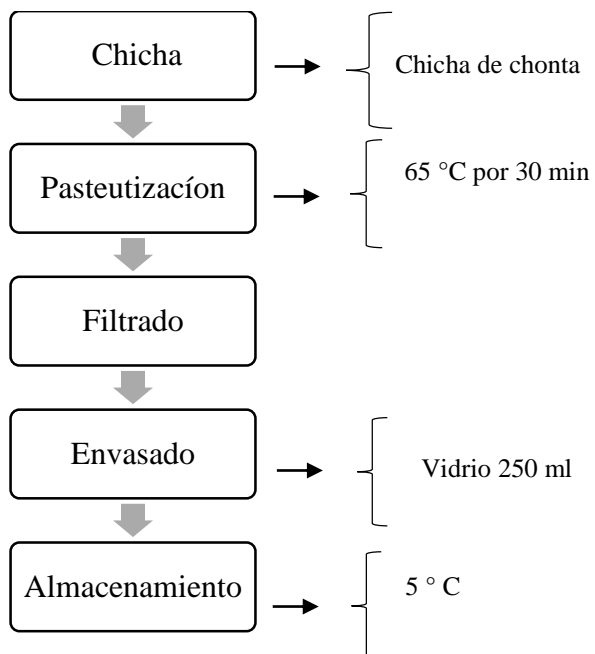 Chicha
Chicha de chonta
Pasteutizacíon
65 °C por 30 min
Filtrado
Envasado
Vidrio 250 ml
Almacenamiento
5 ° C